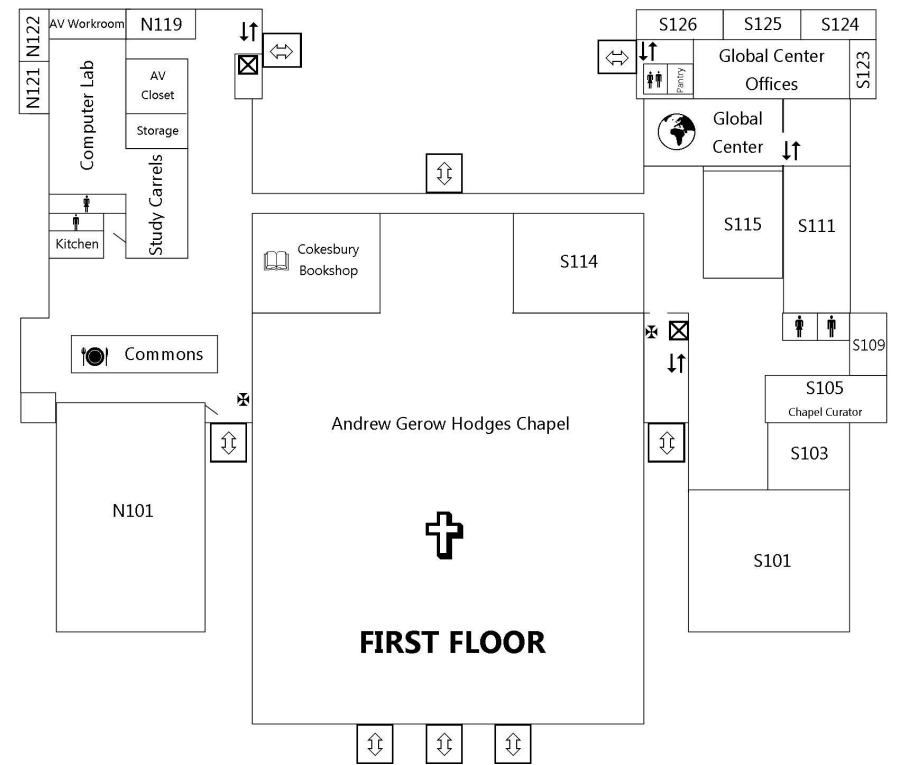 N122
AV Workroom
N119
S126
S125
S124
N121
Computer Lab
AV
Closet
Storage
Study Carrels
Kitchen
Pantry
Global Center
Offices
S123
Global
Center
S115
S111
Cokesbury
Bookshop
S114
Commons
S109
S105
Chapel Curator
Andrew Gerow Hodges Chapel
S103
N101
S101
FIRST FLOOR